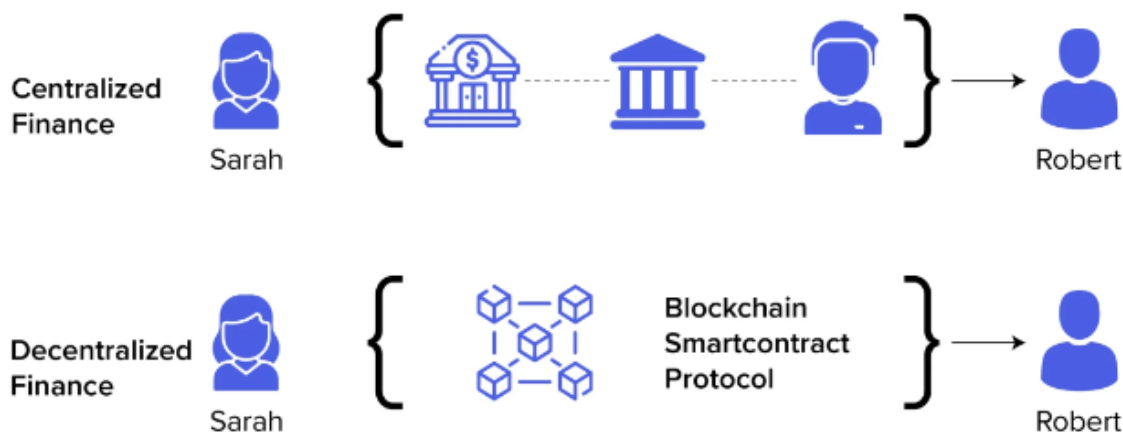 Centralized
Finance
Sarah
$
Robert
Decentralized
Finance
Sarah
Blockchain
Smartcontract
Protocol
Robert